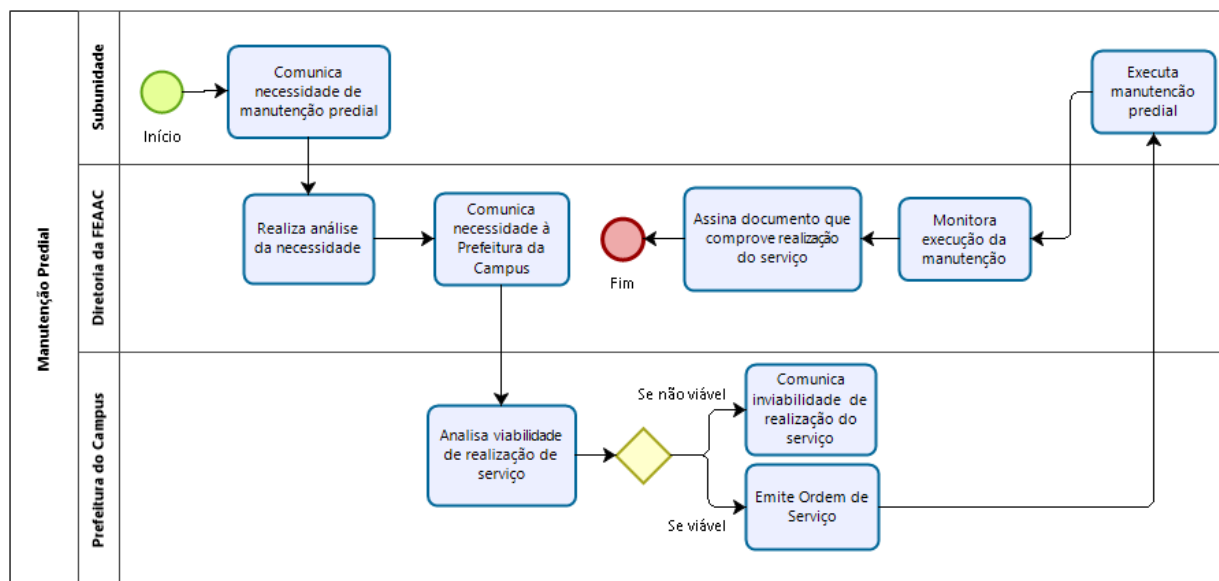 Manutenção Predial
Subunidade
Início
Comunica
necessidade de
manutenção predial
Executa
manutencão
predial
Diretoria da FEAAC
Realiza análise
da necessidade
Comunica
necessidade à
Prefeitura da
Campus
Fim
Assina documento que
comprove realização
do serviço
Monitora
execução da
manutenção
Prefeitura do Campus
Analisa viabilidade
de realização de
serviço
Se não viável
Comunica
inviabilidade de
realização do
serviço
Se viável
Emite Ordem de
Serviço